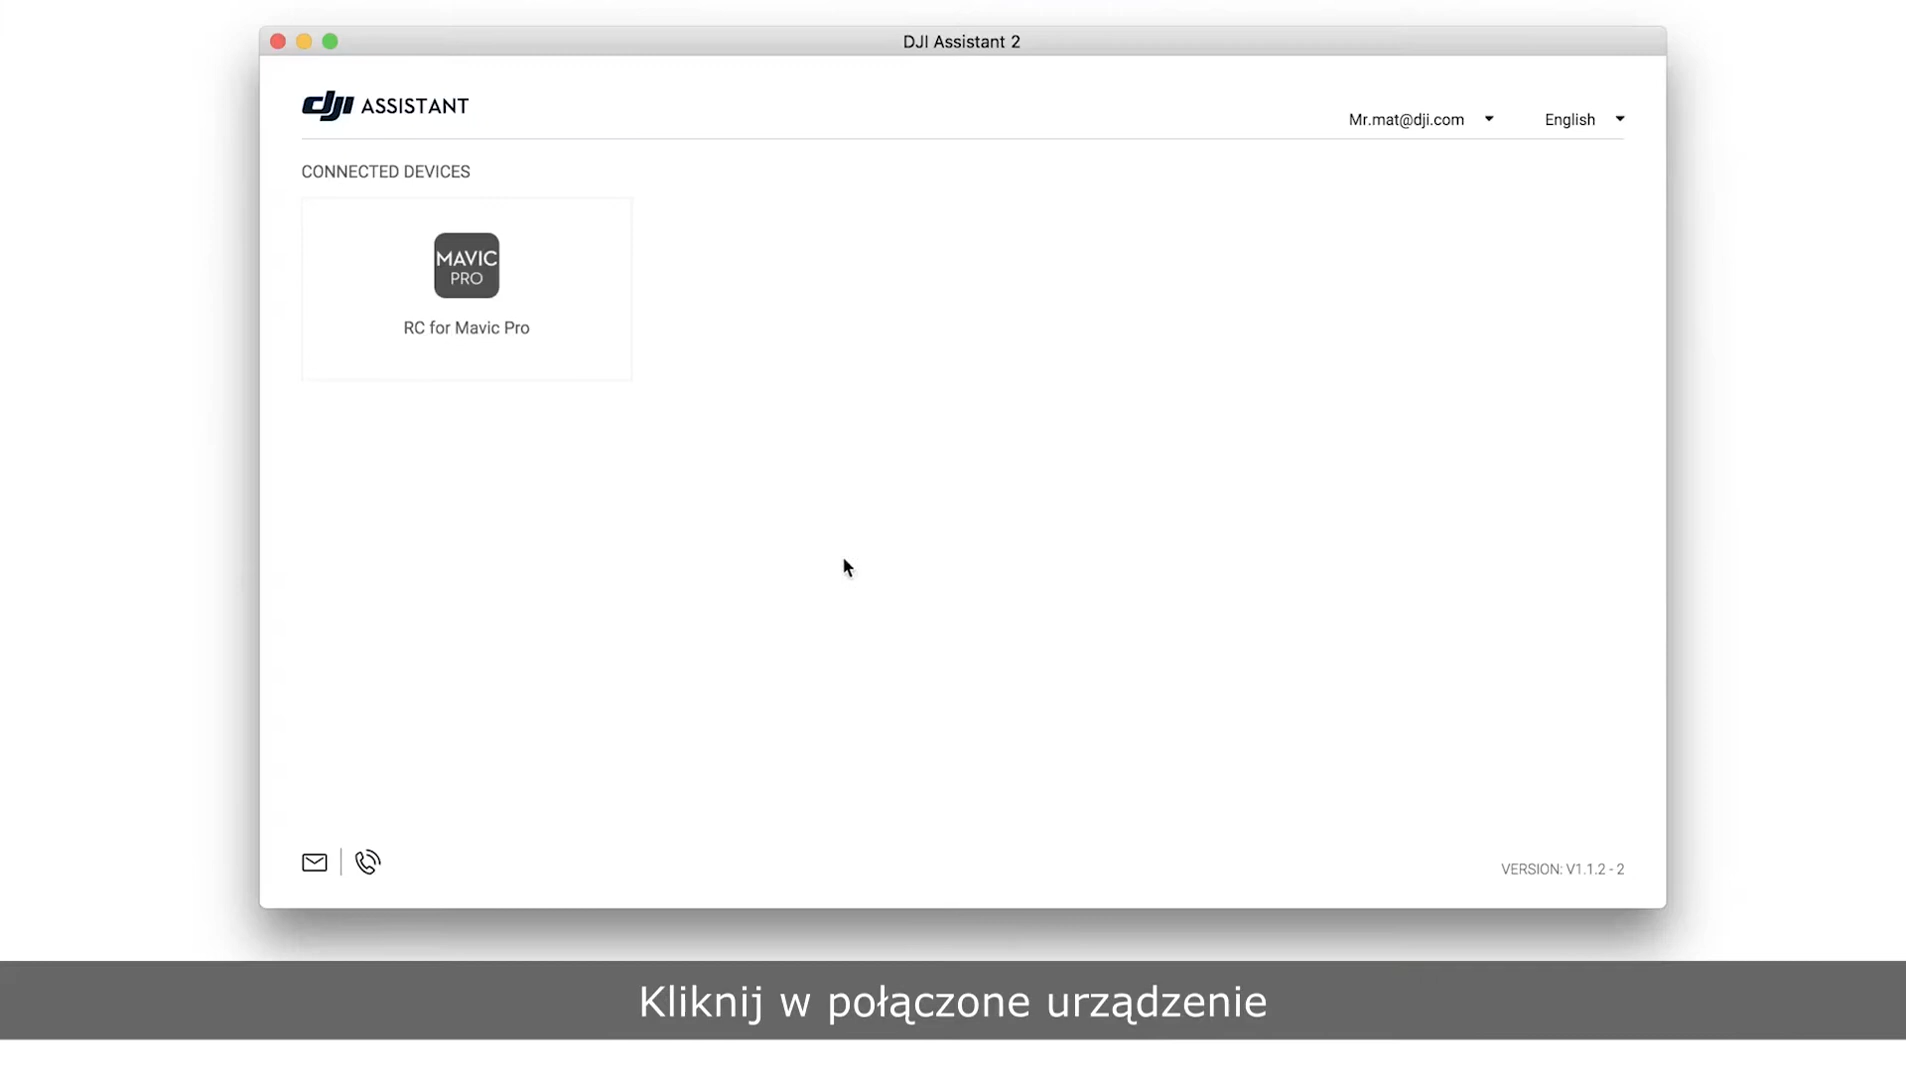 DJI Assistant 2
dji ASSISTANT
Mr.mat@dji.com
English
CONNECTED DEVICES
MAVIC
PRO
RC for Mavic Pro
VERSION: V1.1.2 - 2
Kliknij w połączone urządzenie